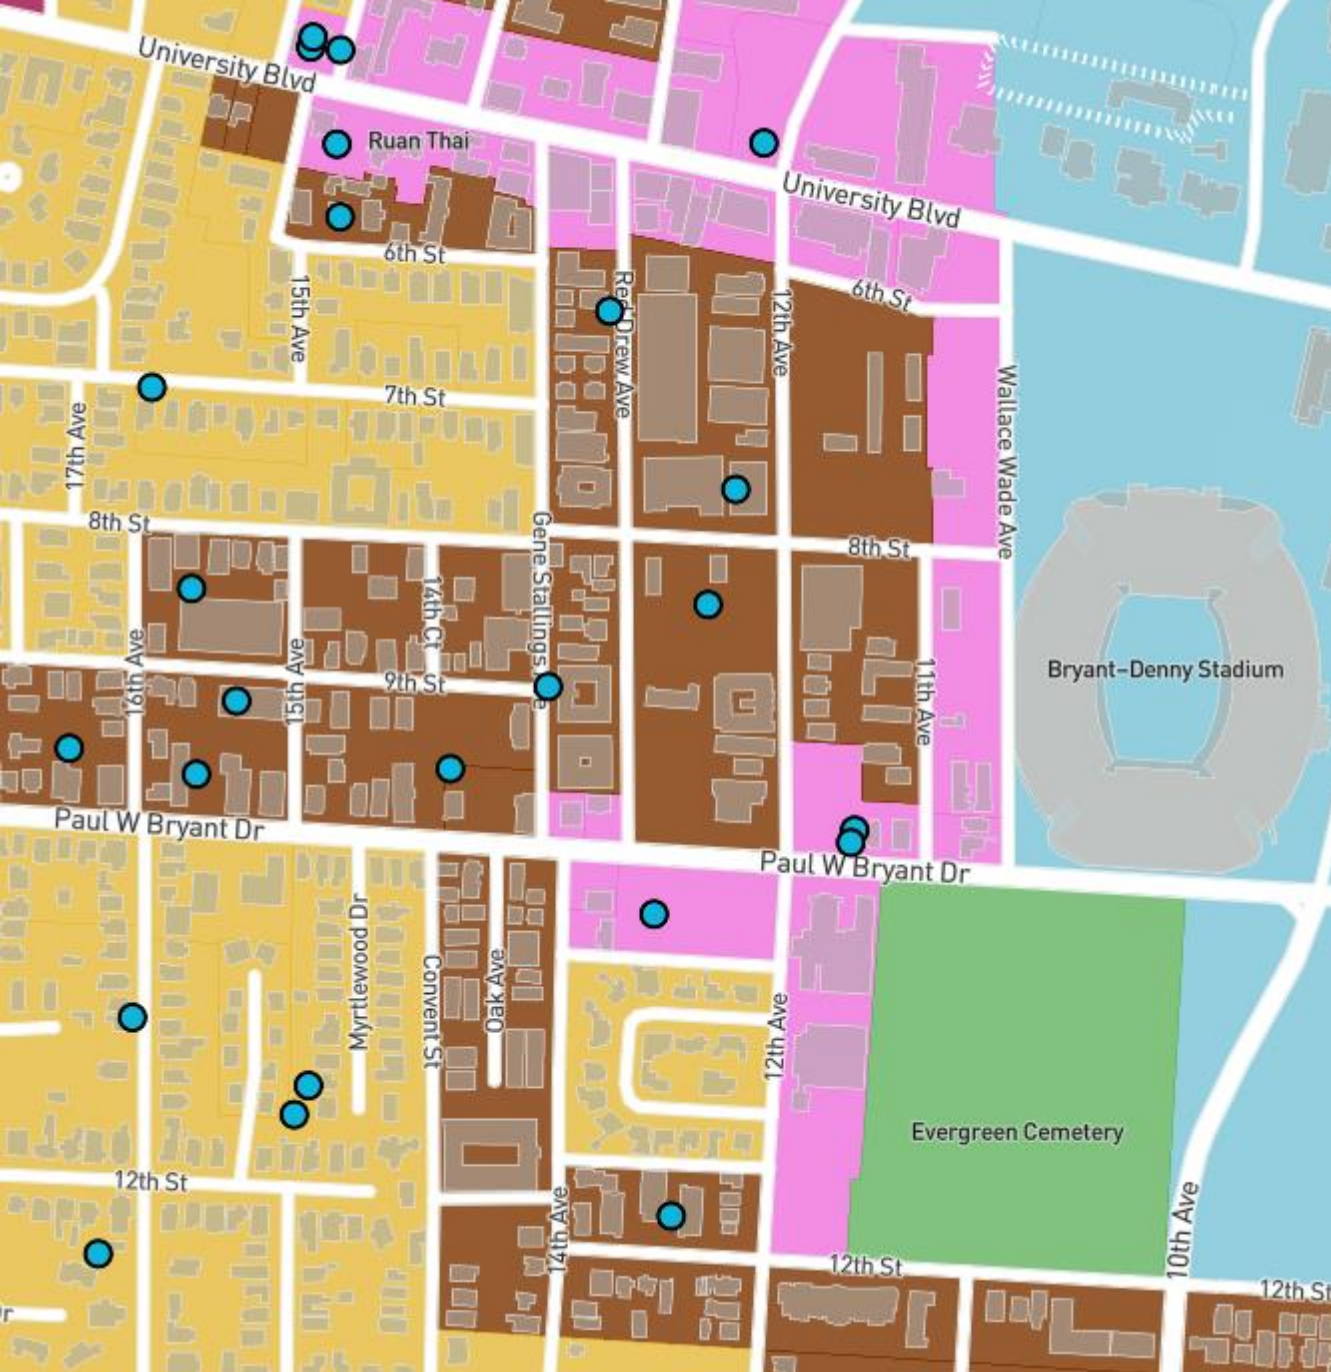 University Blvd
Ruan Thai
University Blvd
6th St
15th Ave
Red Drew Ave
12th Ave
6th St
7th St
17th Ave
Wallace Wade Ave
8th St
Gene Stallings
8th St
14th Ct
16th Ave
15th Ave
9th St
11th Ave
Bryant-Denny Stadium
Paul W Bryant Dr
Paul W Bryant Dr
Myrtlewood Dr
Convent St
Oak Ave
12th Ave
Evergreen Cemetery
12th St
14th Ave
10th Ave
12th St
12th St